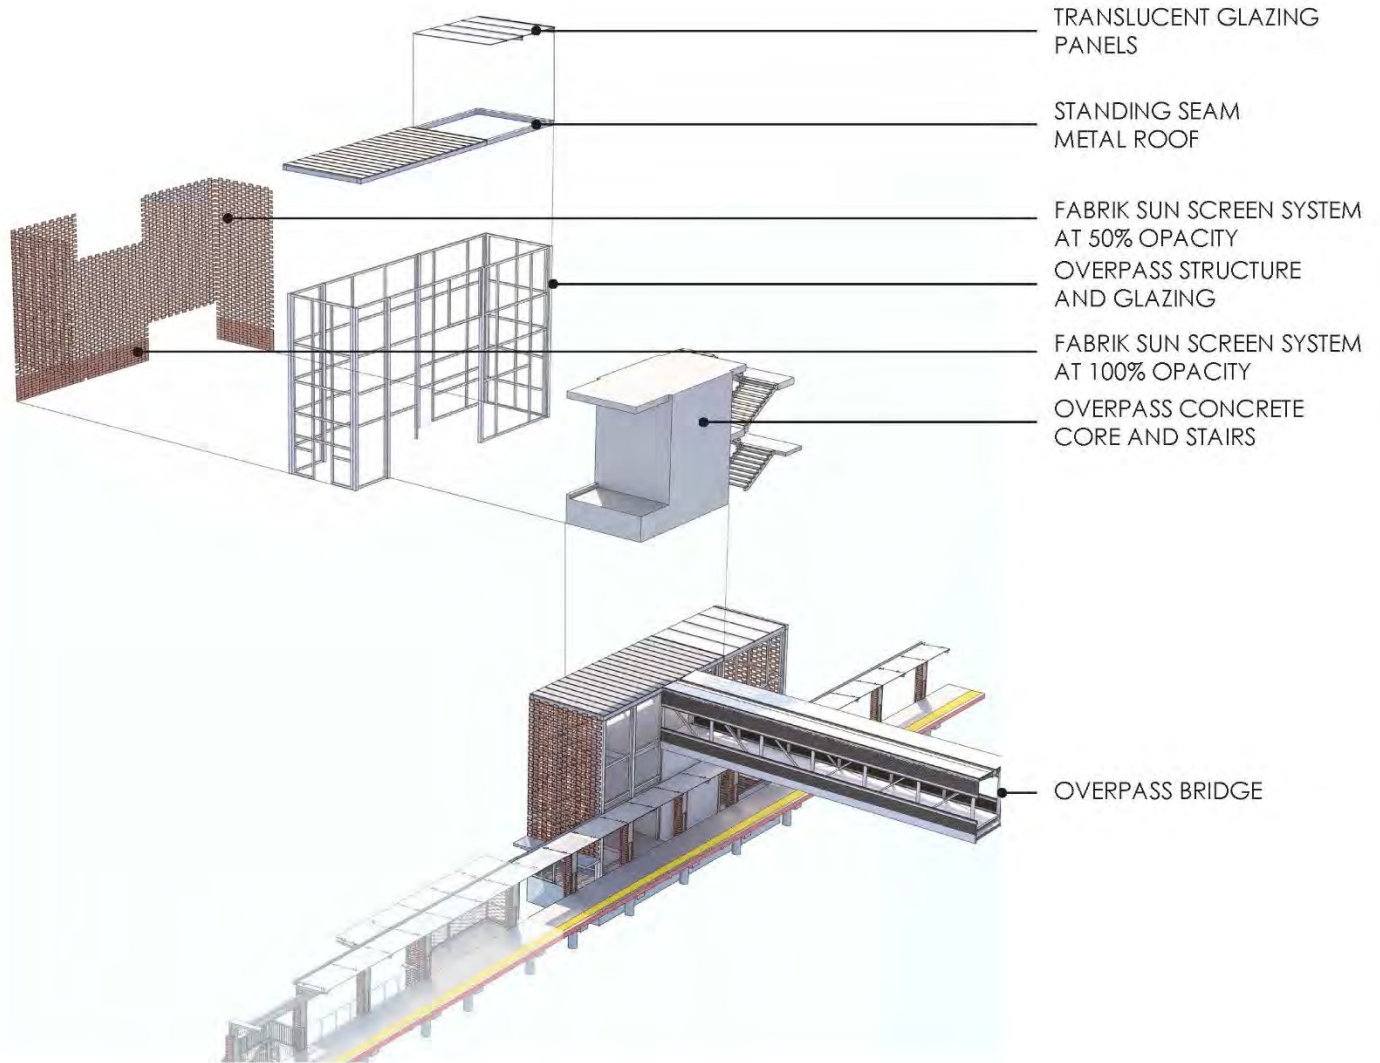 TRANSLUCENT GLAZING
PANELS
STANDING SEAM
METAL ROOF
FABRIK SUN SCREEN SYSTEM
AT 50% OPACITY
OVERPASS STRUCTURE
AND GLAZING
FABRIK SUN SCREEN SYSTEM
AT 100% OPACITY
OVERPASS CONCRETE
CORE AND STAIRS
OVERPASS BRIDGE